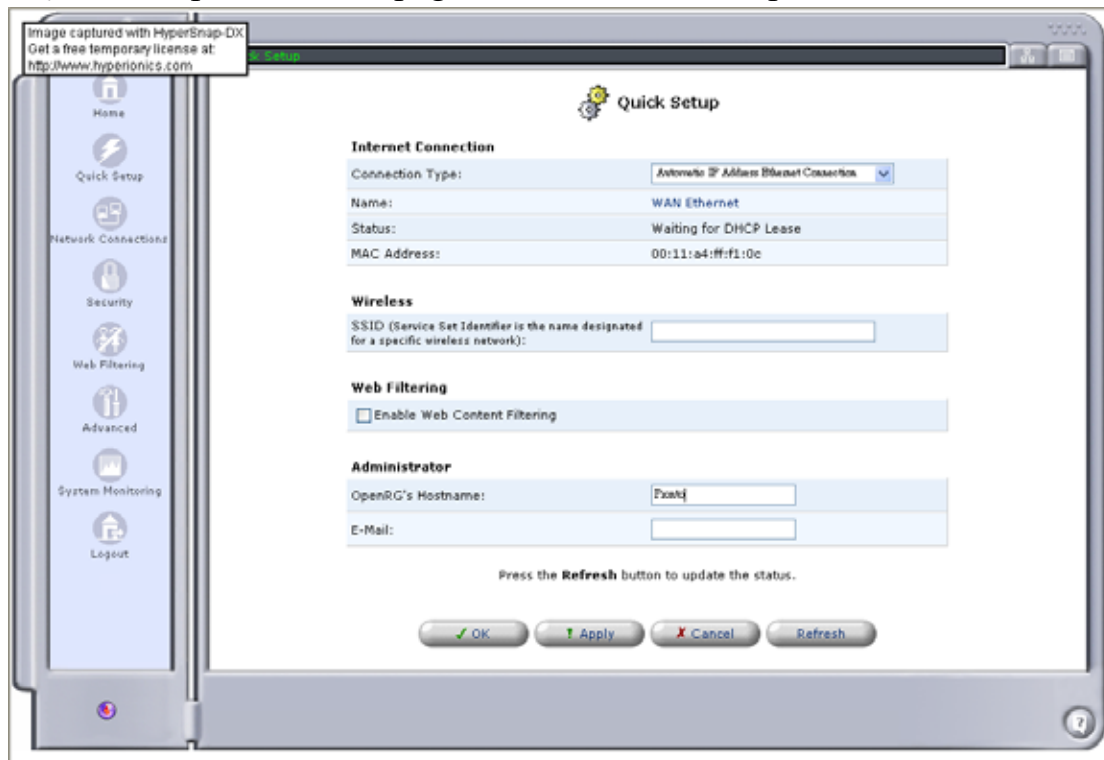 Image captured with HyperSnap-DX
Get a free temporary license at:
http://www.hyperionics.com
Setup
Home
Quick Setup
Network Connections
Security
Web Filtering
Advanced
System Monitoring
Logout
Quick Setup
Internet Connection
Connection Type: Automatic IP Address Ethernet Connection
Name: WAN Ethernet
Status: Waiting for DHCP Lease
MAC Address: 00:11:a4:ff:f1:0c
Wireless
SSID (Service Set Identifier is the name designated
for a specific wireless network):
Web Filtering
Enable Web Content Filtering
Administrator
OpenRG's Hostname: Pronto
E-Mail:
Press the Refresh button to update the status.
OK Apply Cancel Refresh